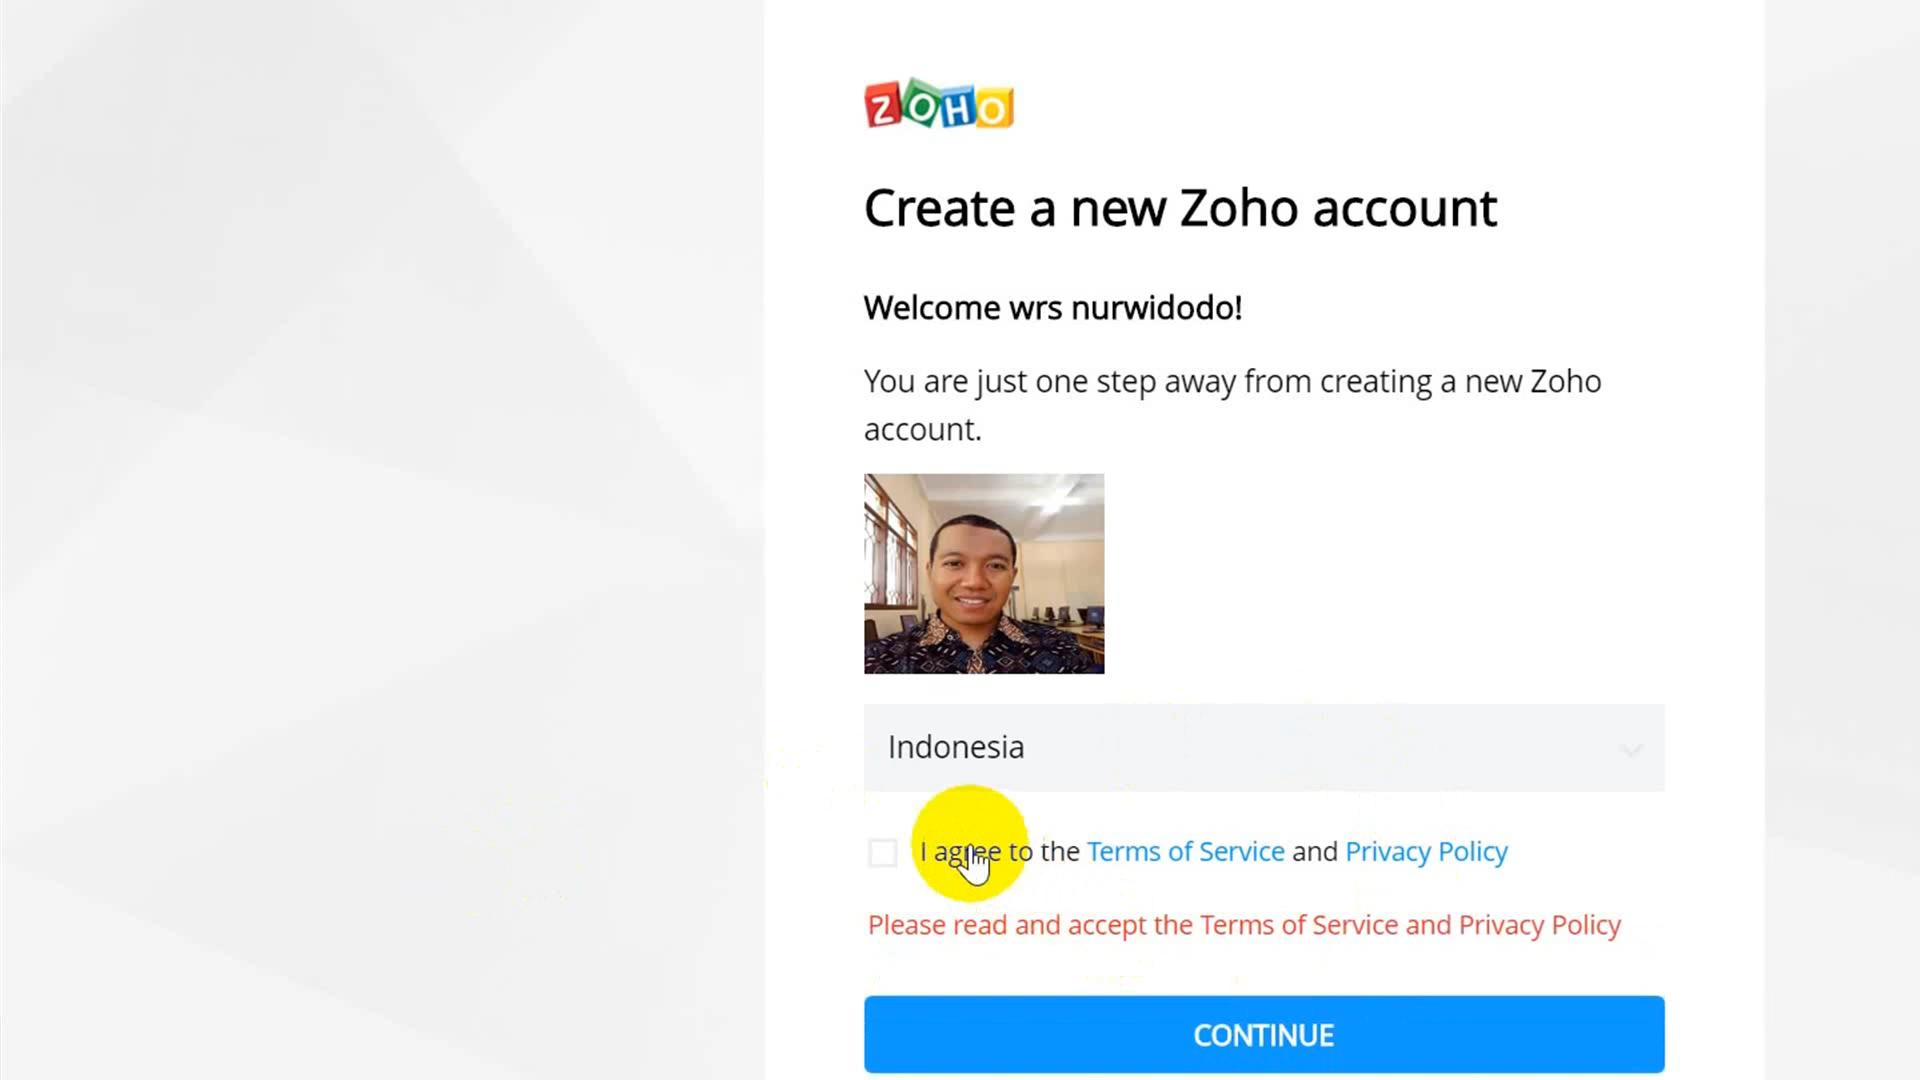 ZOHO
Create a new Zoho account
Welcome wrs nurwidodo!
You are just one step away from creating a new Zoho
account.
Indonesia
I agree to the Terms of Service and Privacy Policy
Please read and accept the Terms of Service and Privacy Policy
CONTINUE